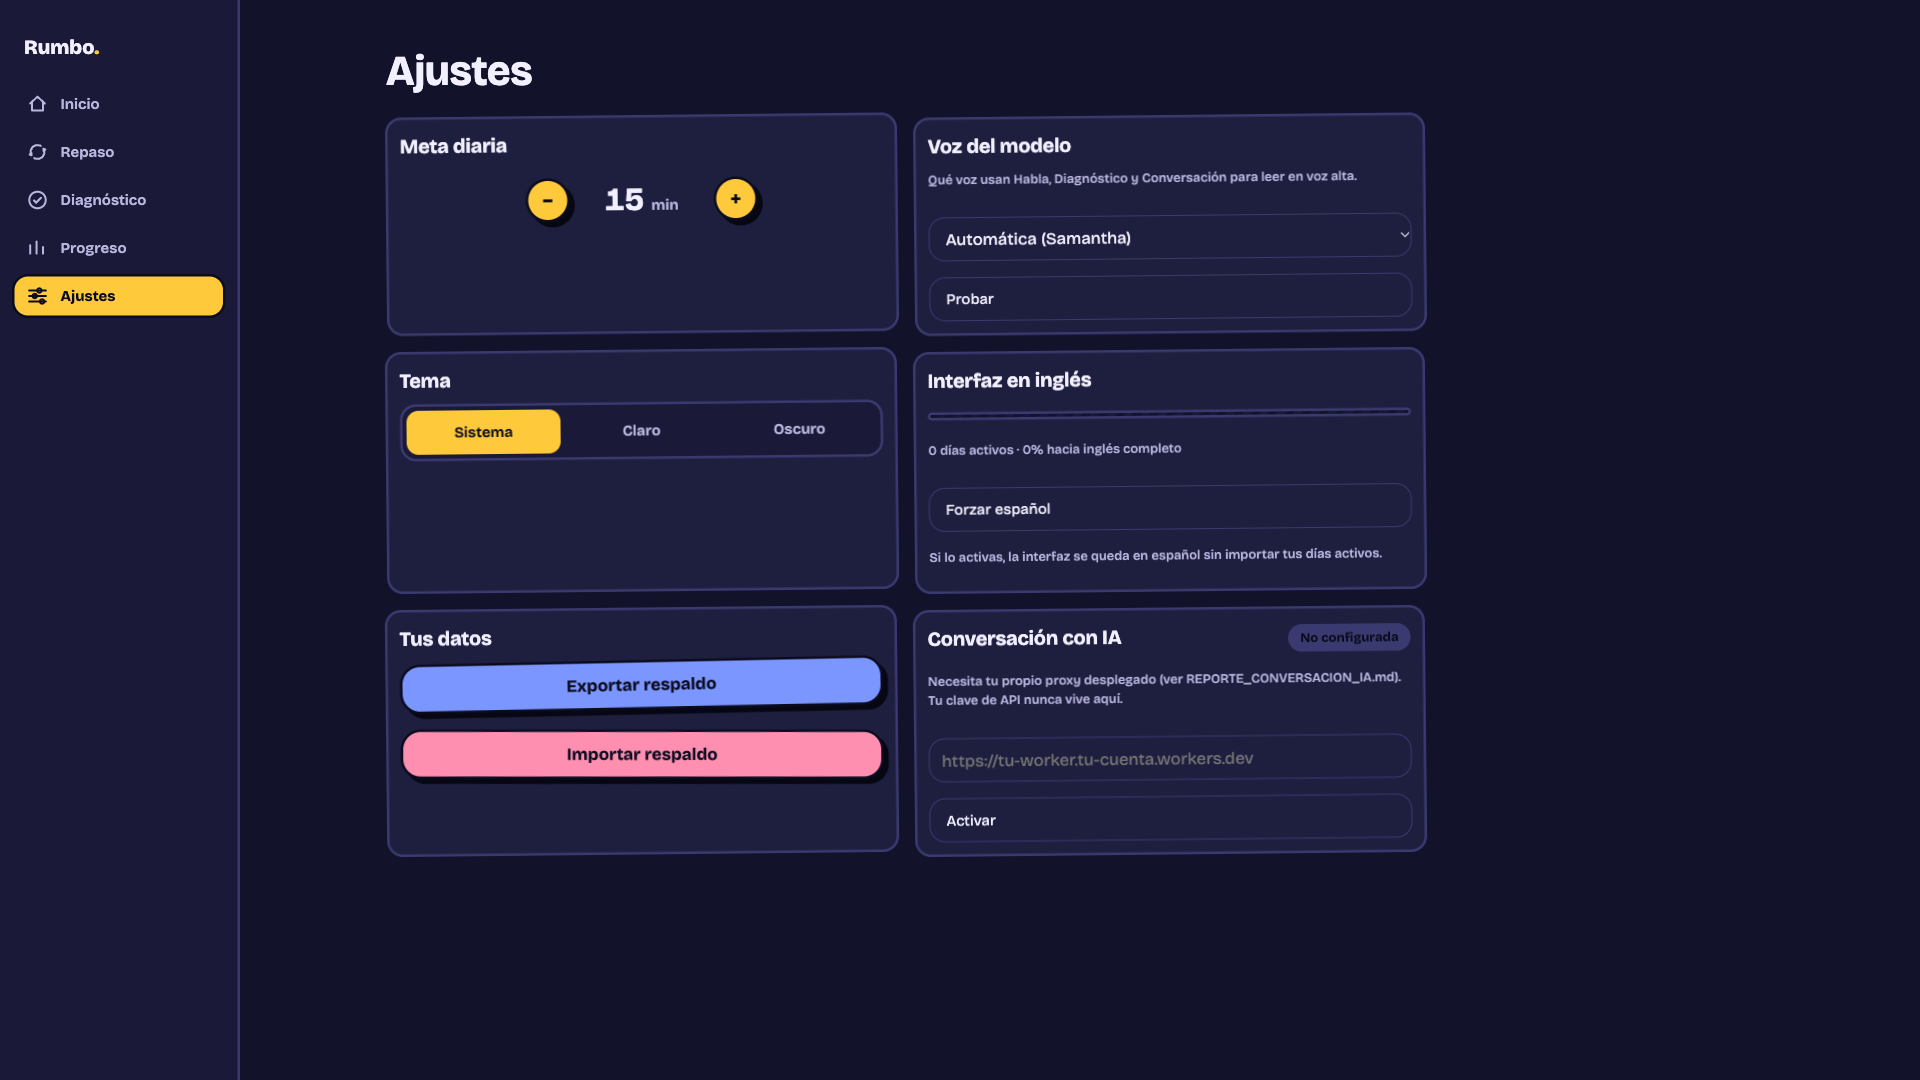 Rumbo.
Inicio
Repaso
Diagnóstico
Progreso
Ajustes
Ajustes
Meta diaria
- 15 min +
Voz del modelo
Qué voz usan Habla, Diagnóstico y Conversación para leer en voz alta.
Automática (Samantha)
Probar
Tema
Sistema Claro Oscuro
Interfaz en inglés
0 días activos · 0% hacia inglés completo
Forzar español
Si lo activas, la interfaz se queda en español sin importar tus días activos.
Tus datos
Exportar respaldo
Importar respaldo
Conversación con IA
No configurada
Necesita tu propio proxy desplegado (ver REPORTE_CONVERSACION_IA.md).
Tu clave de API nunca vive aquí.
https://tu-worker.tu-cuenta.workers.dev
Activar